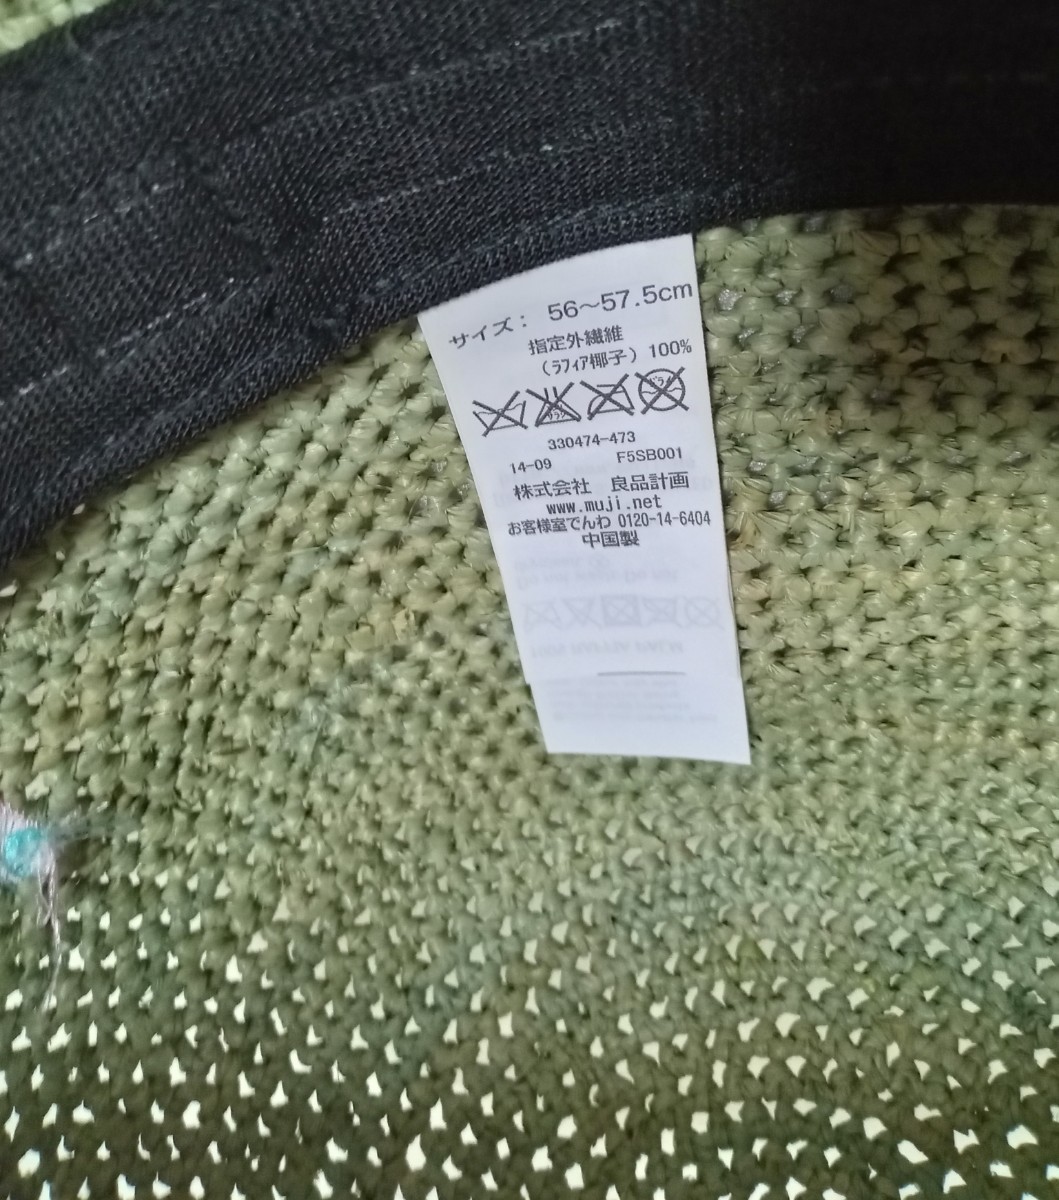 サイズ： 56～57.5cm
指定外繊維
（ラフィア椰子）100%
330474-473
14-09 F5SB001
株式会社 良品計画
www.muji.net
お客様室でんわ 0120-14-6404
中国製